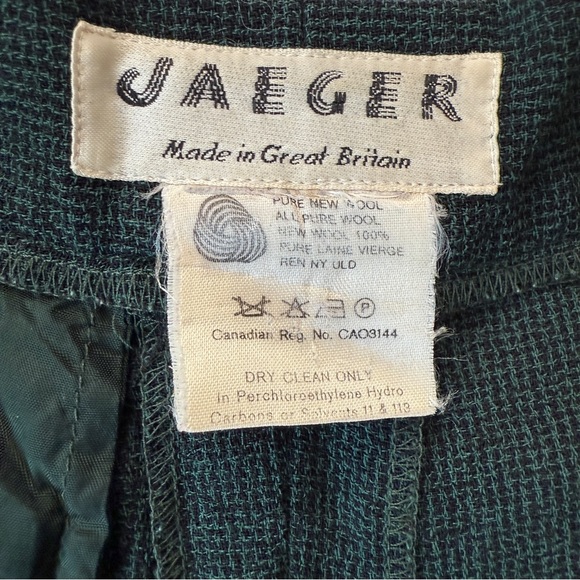 JAEGER
Made in Great Britain
PURE NEW WOOL
ALL PURE WOOL
NEW WOOL 100%
PURE LAINE VIERGE
REN NY ULD
P
Canadian Reg. No. CA03144
DRY CLEAN ONLY
in Perchloroethylene Hydro
Carbons or Solvents 11 & 113